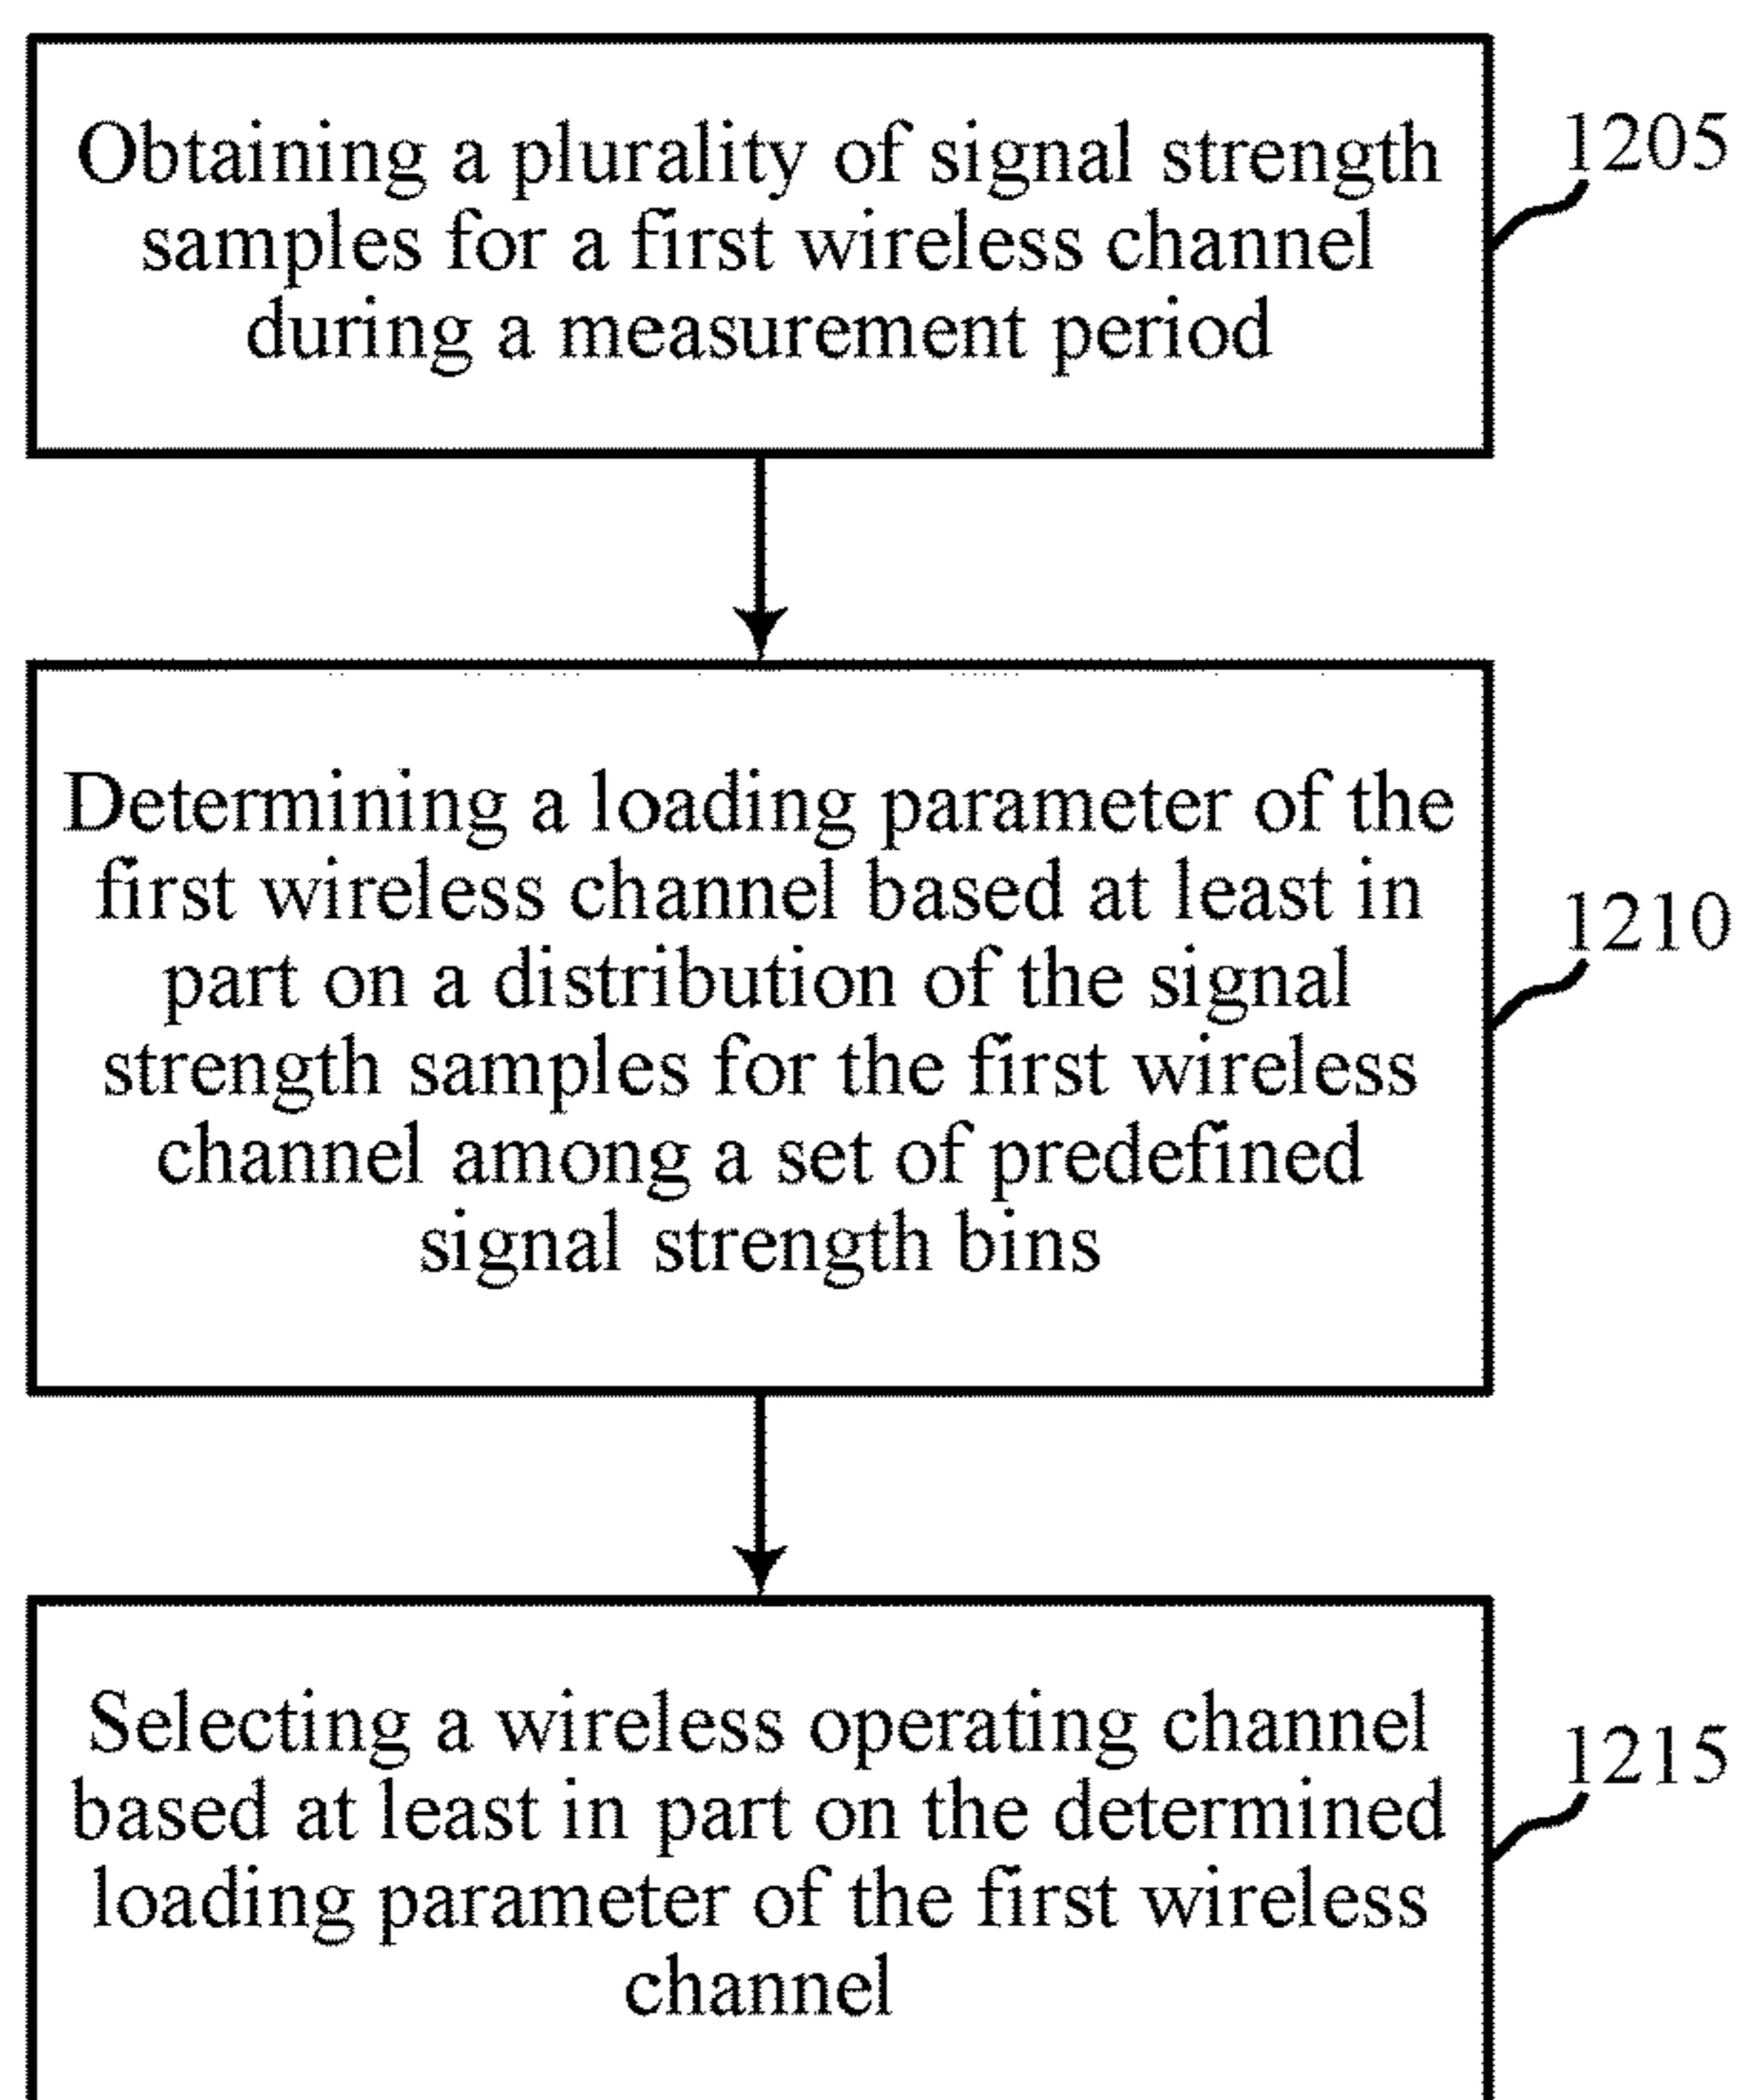 Obtaining a plurality of signal strength
samples for a first wireless channel
during a measurement period
1205
Determining a loading parameter of the
first wireless channel based at least in
part on a distribution of the signal
strength samples for the first wireless
channel among a set of predefined
signal strength bins
1210
Selecting a wireless operating channel
based at least in part on the determined
loading parameter of the first wireless
channel
1215